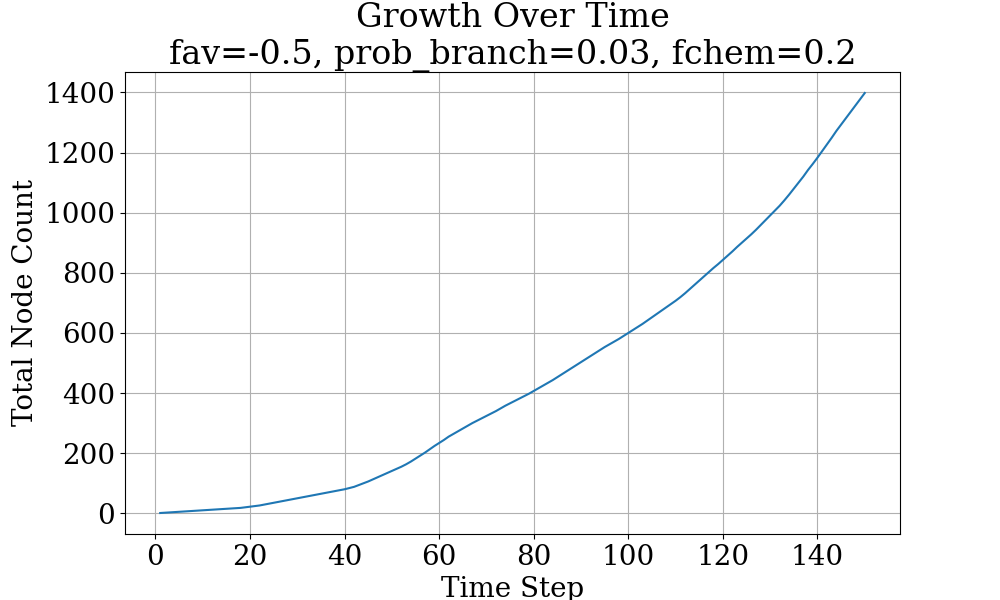 Growth Over Time
fav=-0.5, prob_branch=0.03, fchem=0.2
Total Node Count
1400
1200
1000
800
600
400
200
0
0 20 40 60 80 100 120 140
Time Step